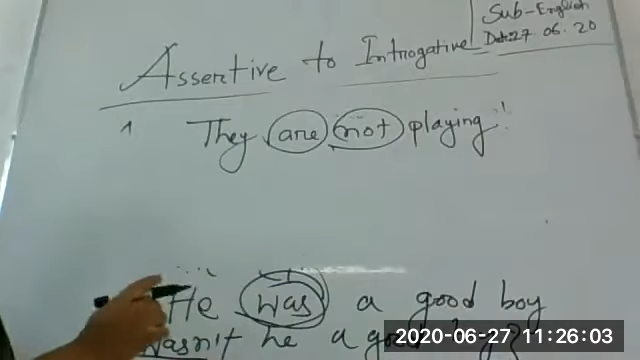 Sub-English
Date:27.06.20
Assertive to Introgative
1 They are not playing.
He was a good boy
Wasn't he a good
2020-06-27 11:26:03